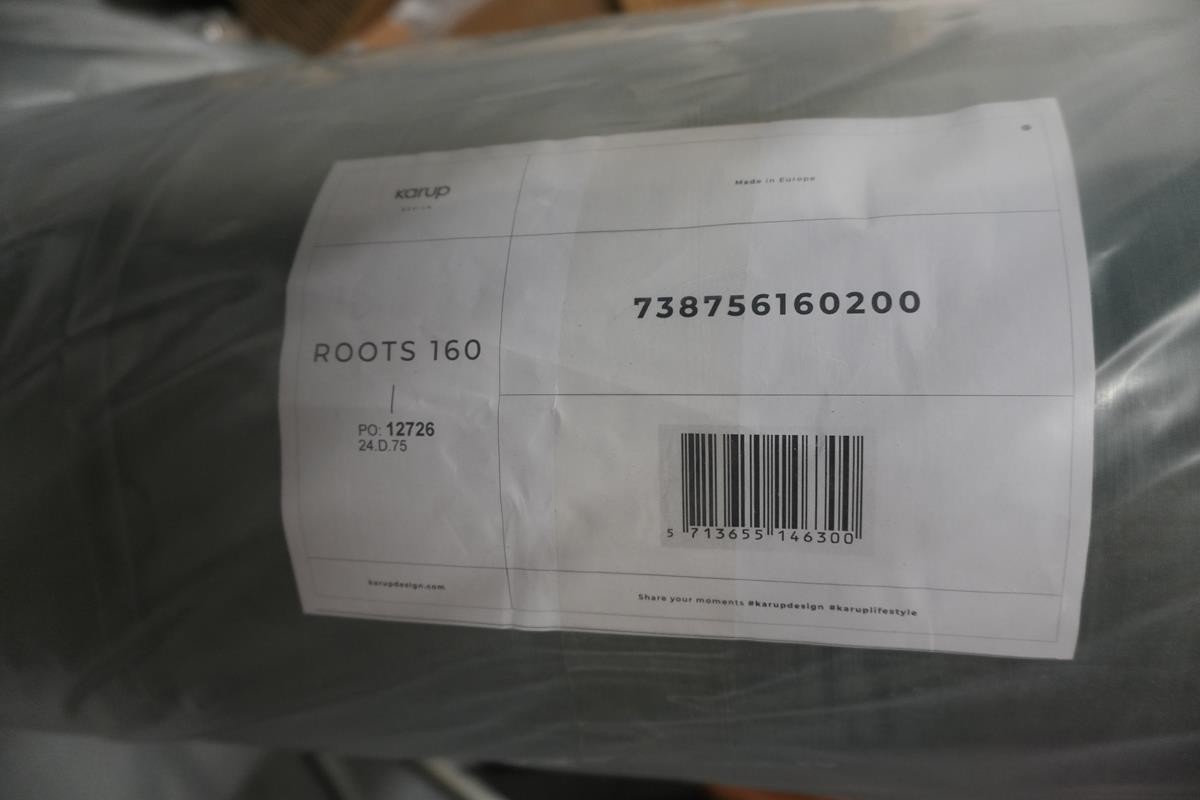 karup
DESIGN
Made in Europe
738756160200
ROOTS 160
PO: 12726
24.D.75
5 713655 146300
karupdesign.com
Share your moments #karupdesign #karuplifestyle